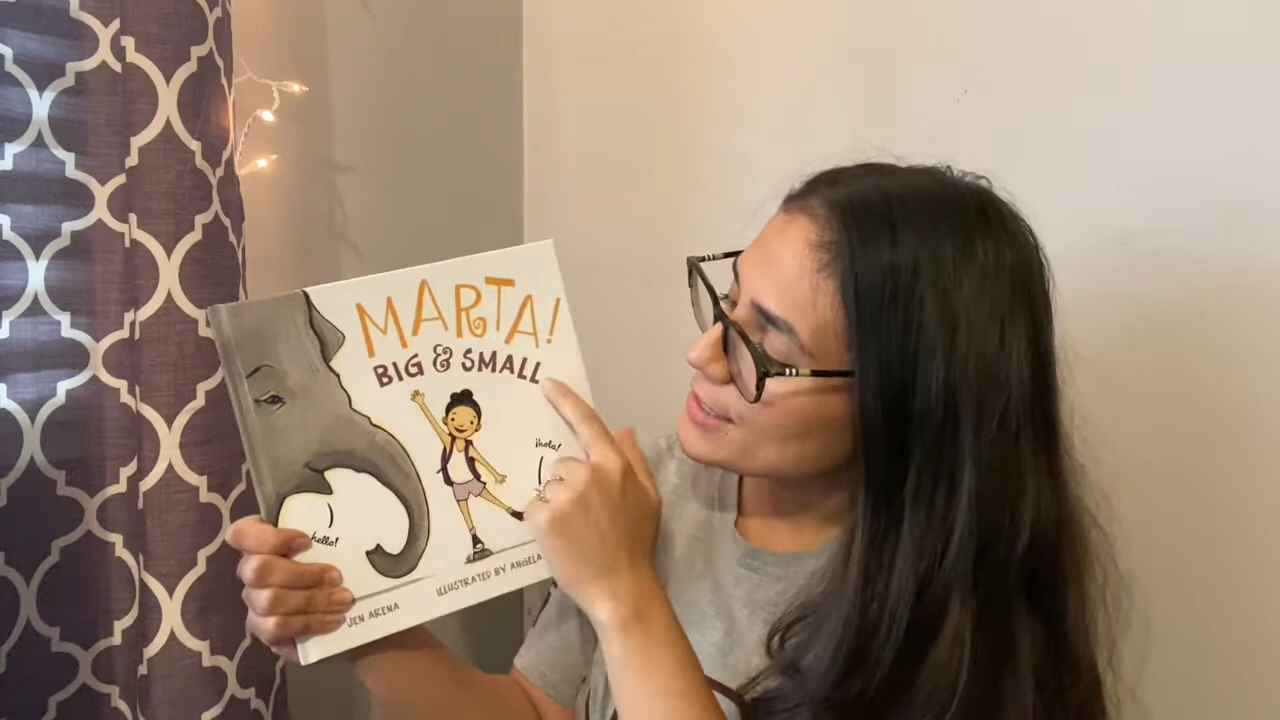 MARTA!
BIG & SMALL
¡hola!
hello!
JEN ARENA
ILLUSTRATED BY ANGELA